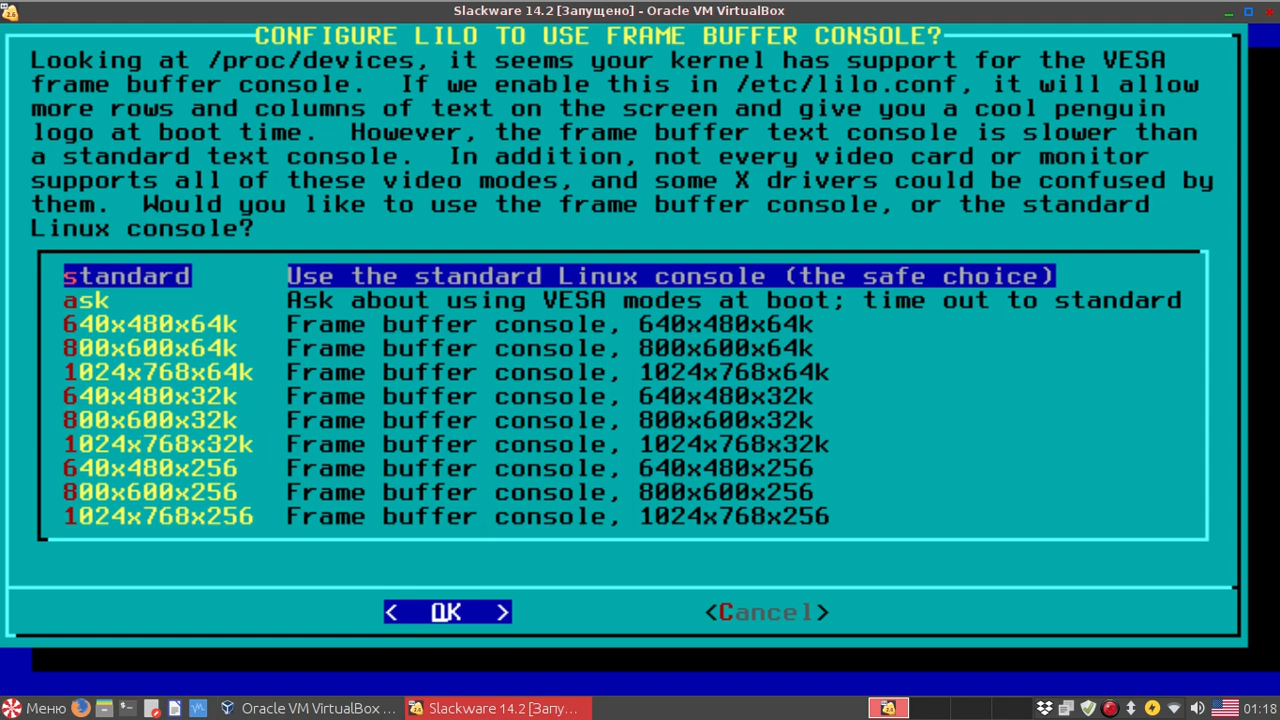 Slackware 14.2 [Запущено] - Oracle VM VirtualBox
CONFIGURE LILO TO USE FRAME BUFFER CONSOLE?
Looking at /proc/devices, it seems your kernel has support for the VESA
frame buffer console.  If we enable this in /etc/lilo.conf, it will allow
more rows and columns of text on the screen and give you a cool penguin
logo at boot time.  However, the frame buffer text console is slower than
a standard text console.  In addition, not every video card or monitor
supports all of these video modes, and some X drivers could be confused by
them.  Would you like to use the frame buffer console, or the standard
Linux console?
standard Use the standard Linux console (the safe choice)
ask Ask about using VESA modes at boot; time out to standard
640x480x64k Frame buffer console, 640x480x64k
800x600x64k Frame buffer console, 800x600x64k
1024x768x64k Frame buffer console, 1024x768x64k
640x480x32k Frame buffer console, 640x480x32k
800x600x32k Frame buffer console, 800x600x32k
1024x768x32k Frame buffer console, 1024x768x32k
640x480x256 Frame buffer console, 640x480x256
800x600x256 Frame buffer console, 800x600x256
1024x768x256 Frame buffer console, 1024x768x256
< OK > <Cancel>
Меню Oracle VM VirtualBox ... Slackware 14.2 [Запу... 01:18